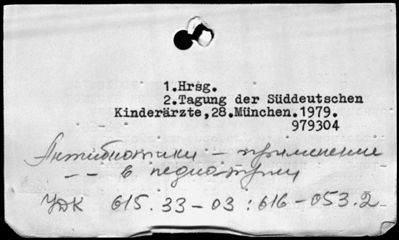 1.Hrsg.
2.Tagung der Süddeutschen
Kinderärzte,28.München.1979.
979304
Антибиотики – применение
– – в педиатрии
УДК 615.33-03:616-053.2.